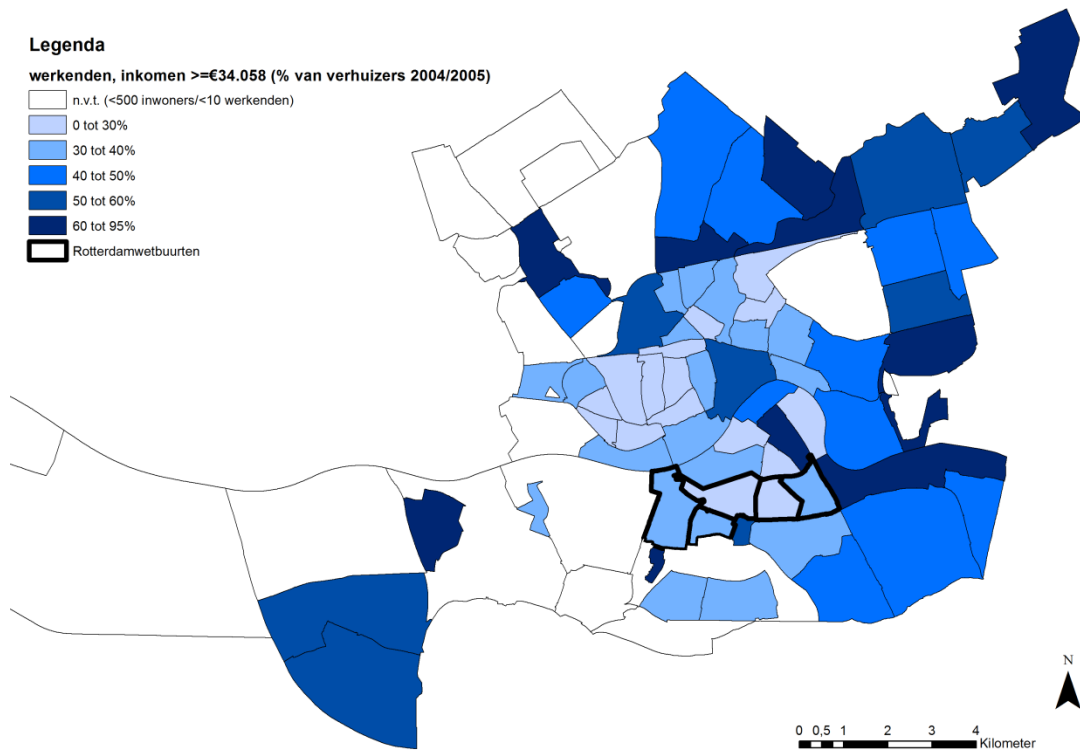 Legenda
werkenden, inkomen >=€34.058 (% van verhuizers 2004/2005)
n.v.t. (<500 inwoners/<10 werkenden)
0 tot 30%
30 tot 40%
40 tot 50%
50 tot 60%
60 tot 95%
Rotterdamwetbuurten
N
0 0,5 1 2 3 4
Kilometer